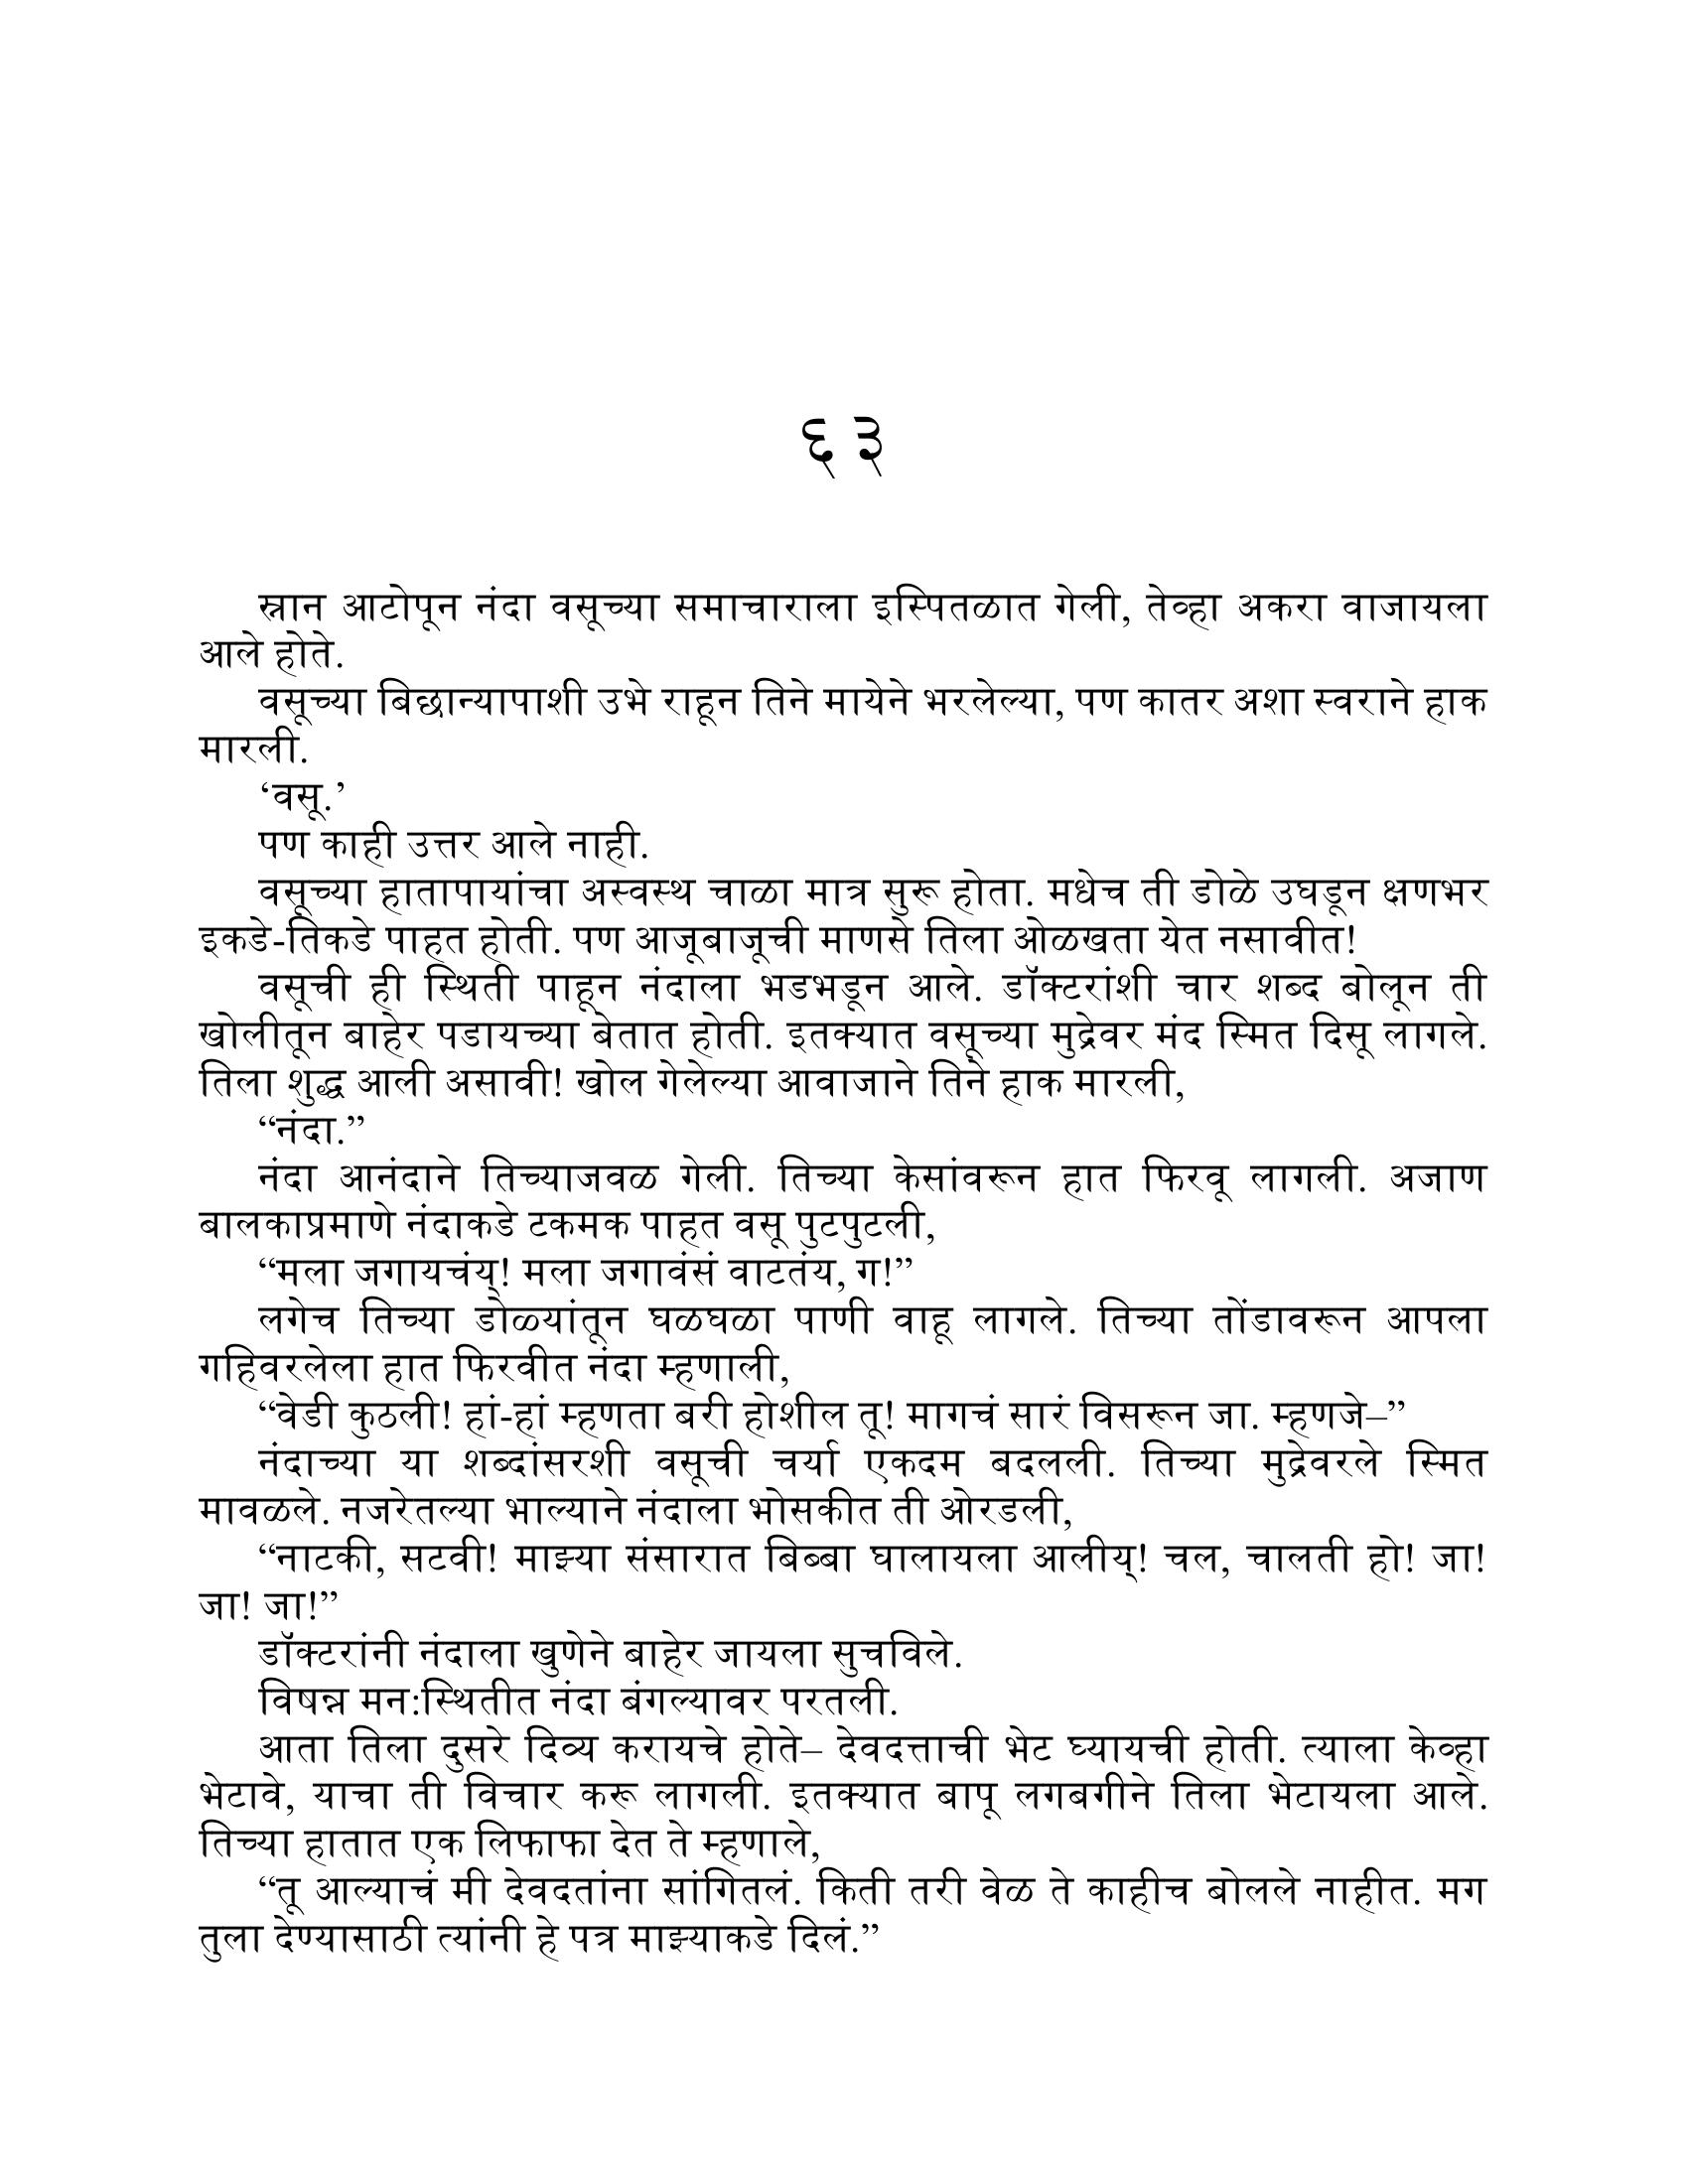 ६३
स्नान आटोपून नंदा वसूच्या समाचाराला इस्पितळात गेली, तेव्हा अकरा वाजायला
आले होते.
वसूच्या बिछान्यापाशी उभे राहून तिने मायेने भरलेल्या, पण कातर अशा स्वराने हाक
मारली.
‘वसू.’
पण काही उत्तर आले नाही.
वसूच्या हातापायांचा अस्वस्थ चाळा मात्र सुरू होता. मधेच ती डोळे उघडून क्षणभर
इकडे-तिकडे पाहत होती. पण आजूबाजूची माणसे तिला ओळखता येत नसावीत!
वसूची ही स्थिती पाहून नंदाला भडभडून आले. डॉक्टरांशी चार शब्द बोलून ती
खोलीतून बाहेर पडायच्या बेतात होती. इतक्यात वसूच्या मुद्रेवर मंद स्मित दिसू लागले.
तिला शुद्ध आली असावी! खोल गेलेल्या आवाजाने तिने हाक मारली,
“नंदा.”
नंदा आनंदाने तिच्याजवळ गेली. तिच्या केसांवरून हात फिरवू लागली. अजाण
बालकाप्रमाणे नंदाकडे टकमक पाहत वसू पुटपुटली,
“मला जगायचंय्! मला जगावंसं वाटतंय, ग!”
लगेच तिच्या डोळ्यांतून घळघळा पाणी वाहू लागले. तिच्या तोंडावरून आपला
गहिवरलेला हात फिरवीत नंदा म्हणाली,
“वेडी कुठली! हां-हां म्हणता बरी होशील तू! मागचं सारं विसरून जा. म्हणजे–”
नंदाच्या या शब्दांसरशी वसूची चर्या एकदम बदलली. तिच्या मुद्रेवरले स्मित
मावळले. नजरेतल्या भाल्याने नंदाला भोसकीत ती ओरडली,
“नाटकी, सटवी! माझ्या संसारात बिब्बा घालायला आलीय्! चल, चालती हो! जा!
जा! जा!”
डॉक्टरांनी नंदाला खुणेने बाहेर जायला सुचविले.
विषन्न मन:स्थितीत नंदा बंगल्यावर परतली.
आता तिला दुसरे दिव्य करायचे होते– देवदत्ताची भेट घ्यायची होती. त्याला केव्हा
भेटावे, याचा ती विचार करू लागली. इतक्यात बापू लगबगीने तिला भेटायला आले.
तिच्या हातात एक लिफाफा देत ते म्हणाले,
“तू आल्याचं मी देवदतांना सांगितलं. किती तरी वेळ ते काहीच बोलले नाहीत. मग
तुला देण्यासाठी त्यांनी हे पत्र माझ्याकडे दिलं.”